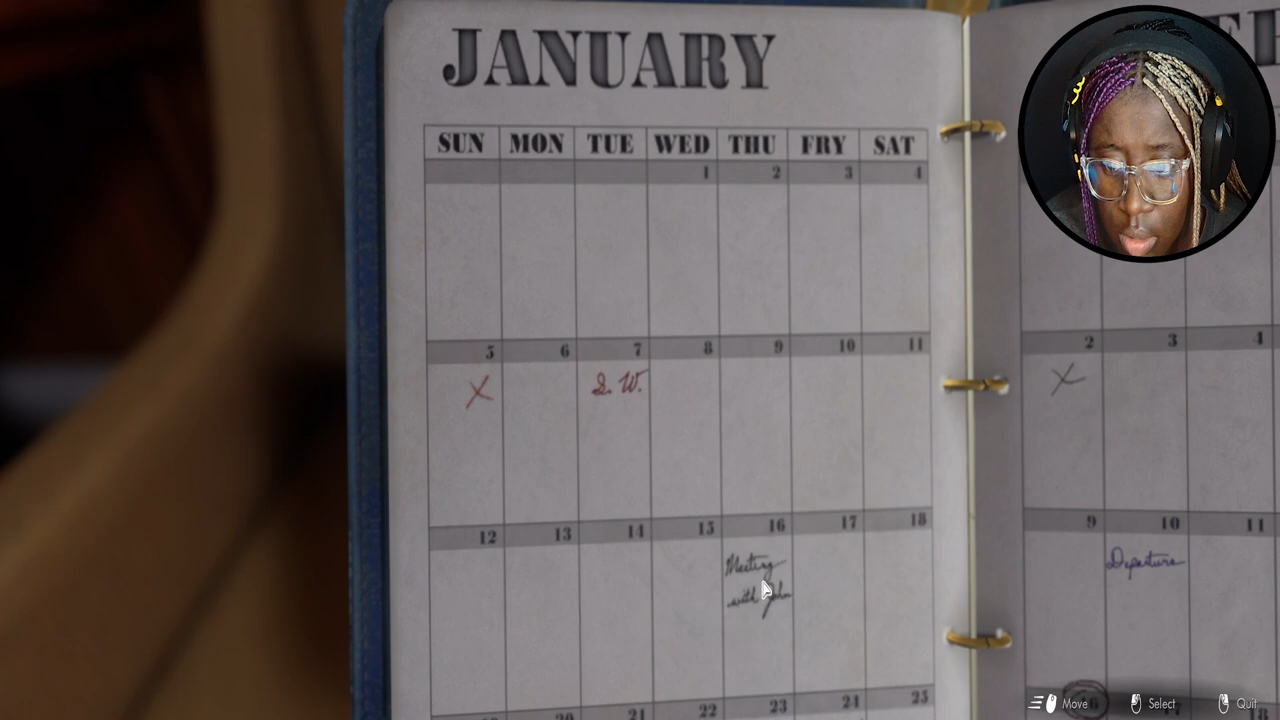 JANUARY
SUN MON TUE WED THU FRY SAT
1 2 3 4
5 6 7 8 9 10 11
X S. W.
12 13 14 15 16 17 18
Meeting
with John
21 22 23 24 25
2 3 4
X
9 10 11
Departure
Move Select Quit